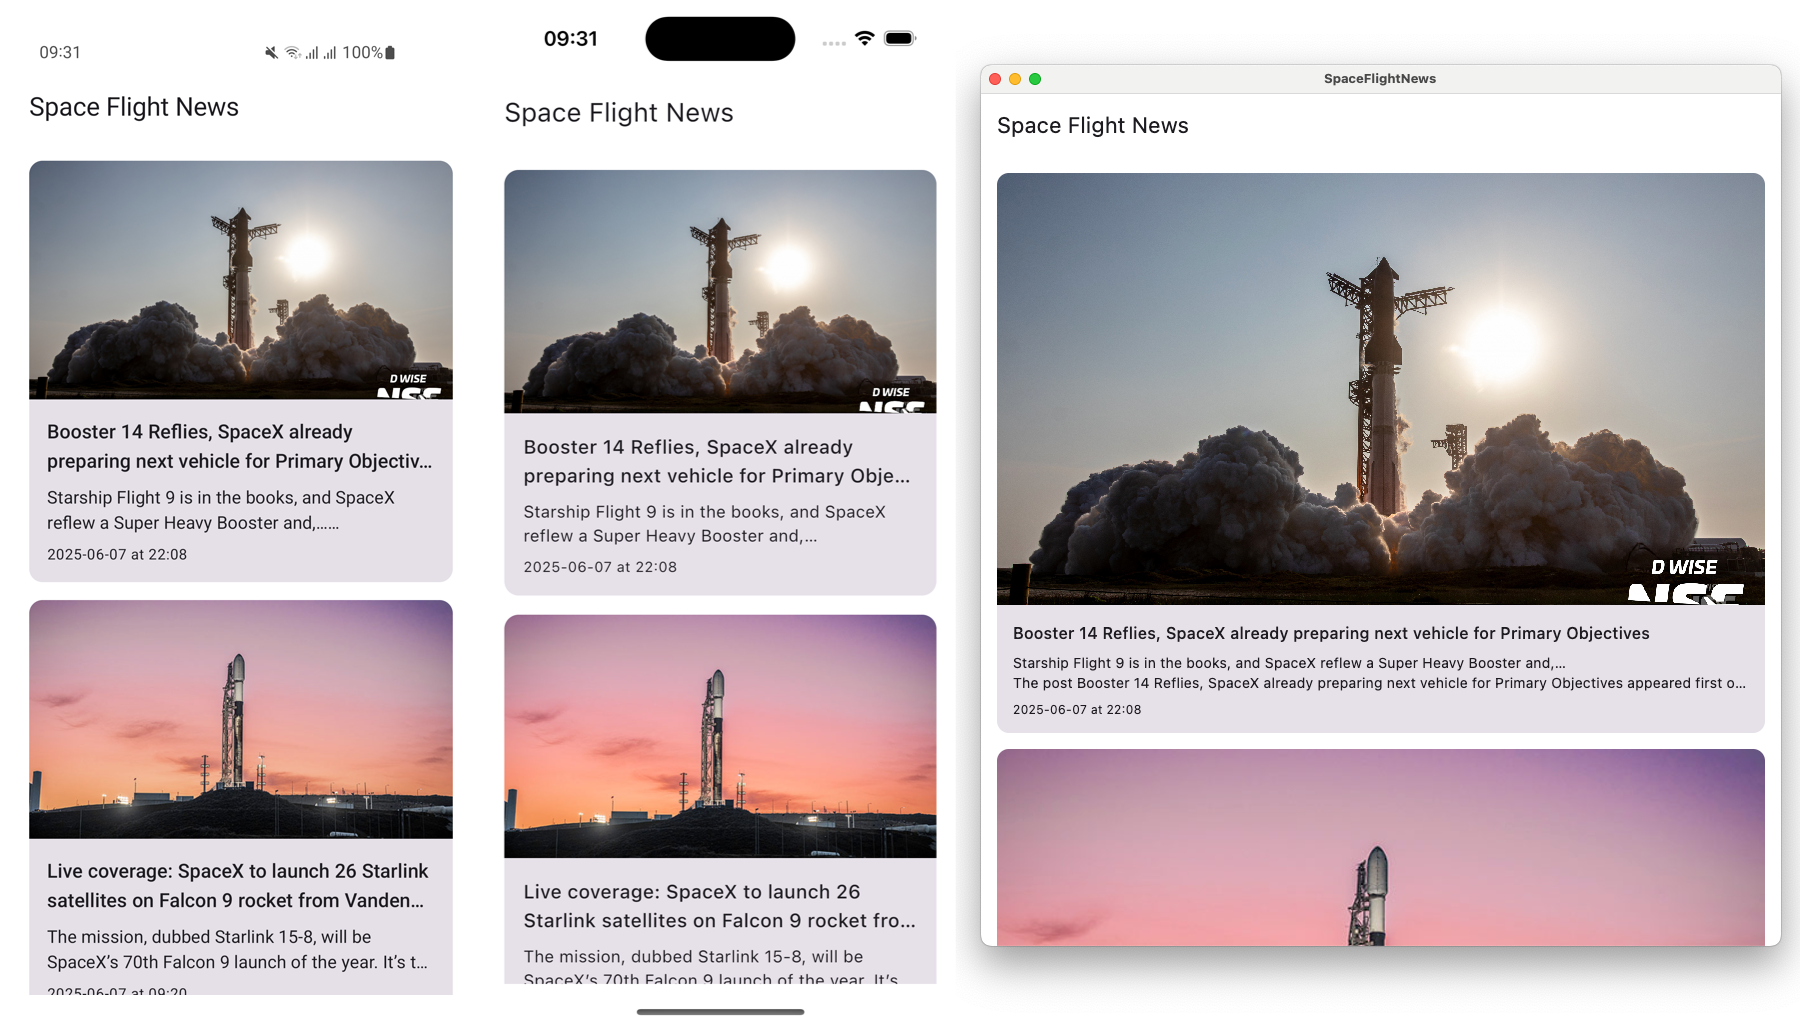 09:31
100%
Space Flight News
D WISE
NSF
Booster 14 Reflies, SpaceX already
preparing next vehicle for Primary Objectiv...
Starship Flight 9 is in the books, and SpaceX
reflew a Super Heavy Booster and,......
2025-06-07 at 22:08
Live coverage: SpaceX to launch 26 Starlink
satellites on Falcon 9 rocket from Vanden...
The mission, dubbed Starlink 15-8, will be
SpaceX’s 70th Falcon 9 launch of the year. It’s t...
2025-06-07 at 09:20
09:31
Space Flight News
D WISE
NSF
Booster 14 Reflies, SpaceX already
preparing next vehicle for Primary Obje...
Starship Flight 9 is in the books, and SpaceX
reflew a Super Heavy Booster and,...
2025-06-07 at 22:08
Live coverage: SpaceX to launch 26
Starlink satellites on Falcon 9 rocket fro...
The mission, dubbed Starlink 15-8, will be
SpaceX’s 70th Falcon 9 launch of the year. It’s
SpaceFlightNews
Space Flight News
D WISE
NSF
Booster 14 Reflies, SpaceX already preparing next vehicle for Primary Objectives
Starship Flight 9 is in the books, and SpaceX reflew a Super Heavy Booster and,...
The post Booster 14 Reflies, SpaceX already preparing next vehicle for Primary Objectives appeared first o...
2025-06-07 at 22:08